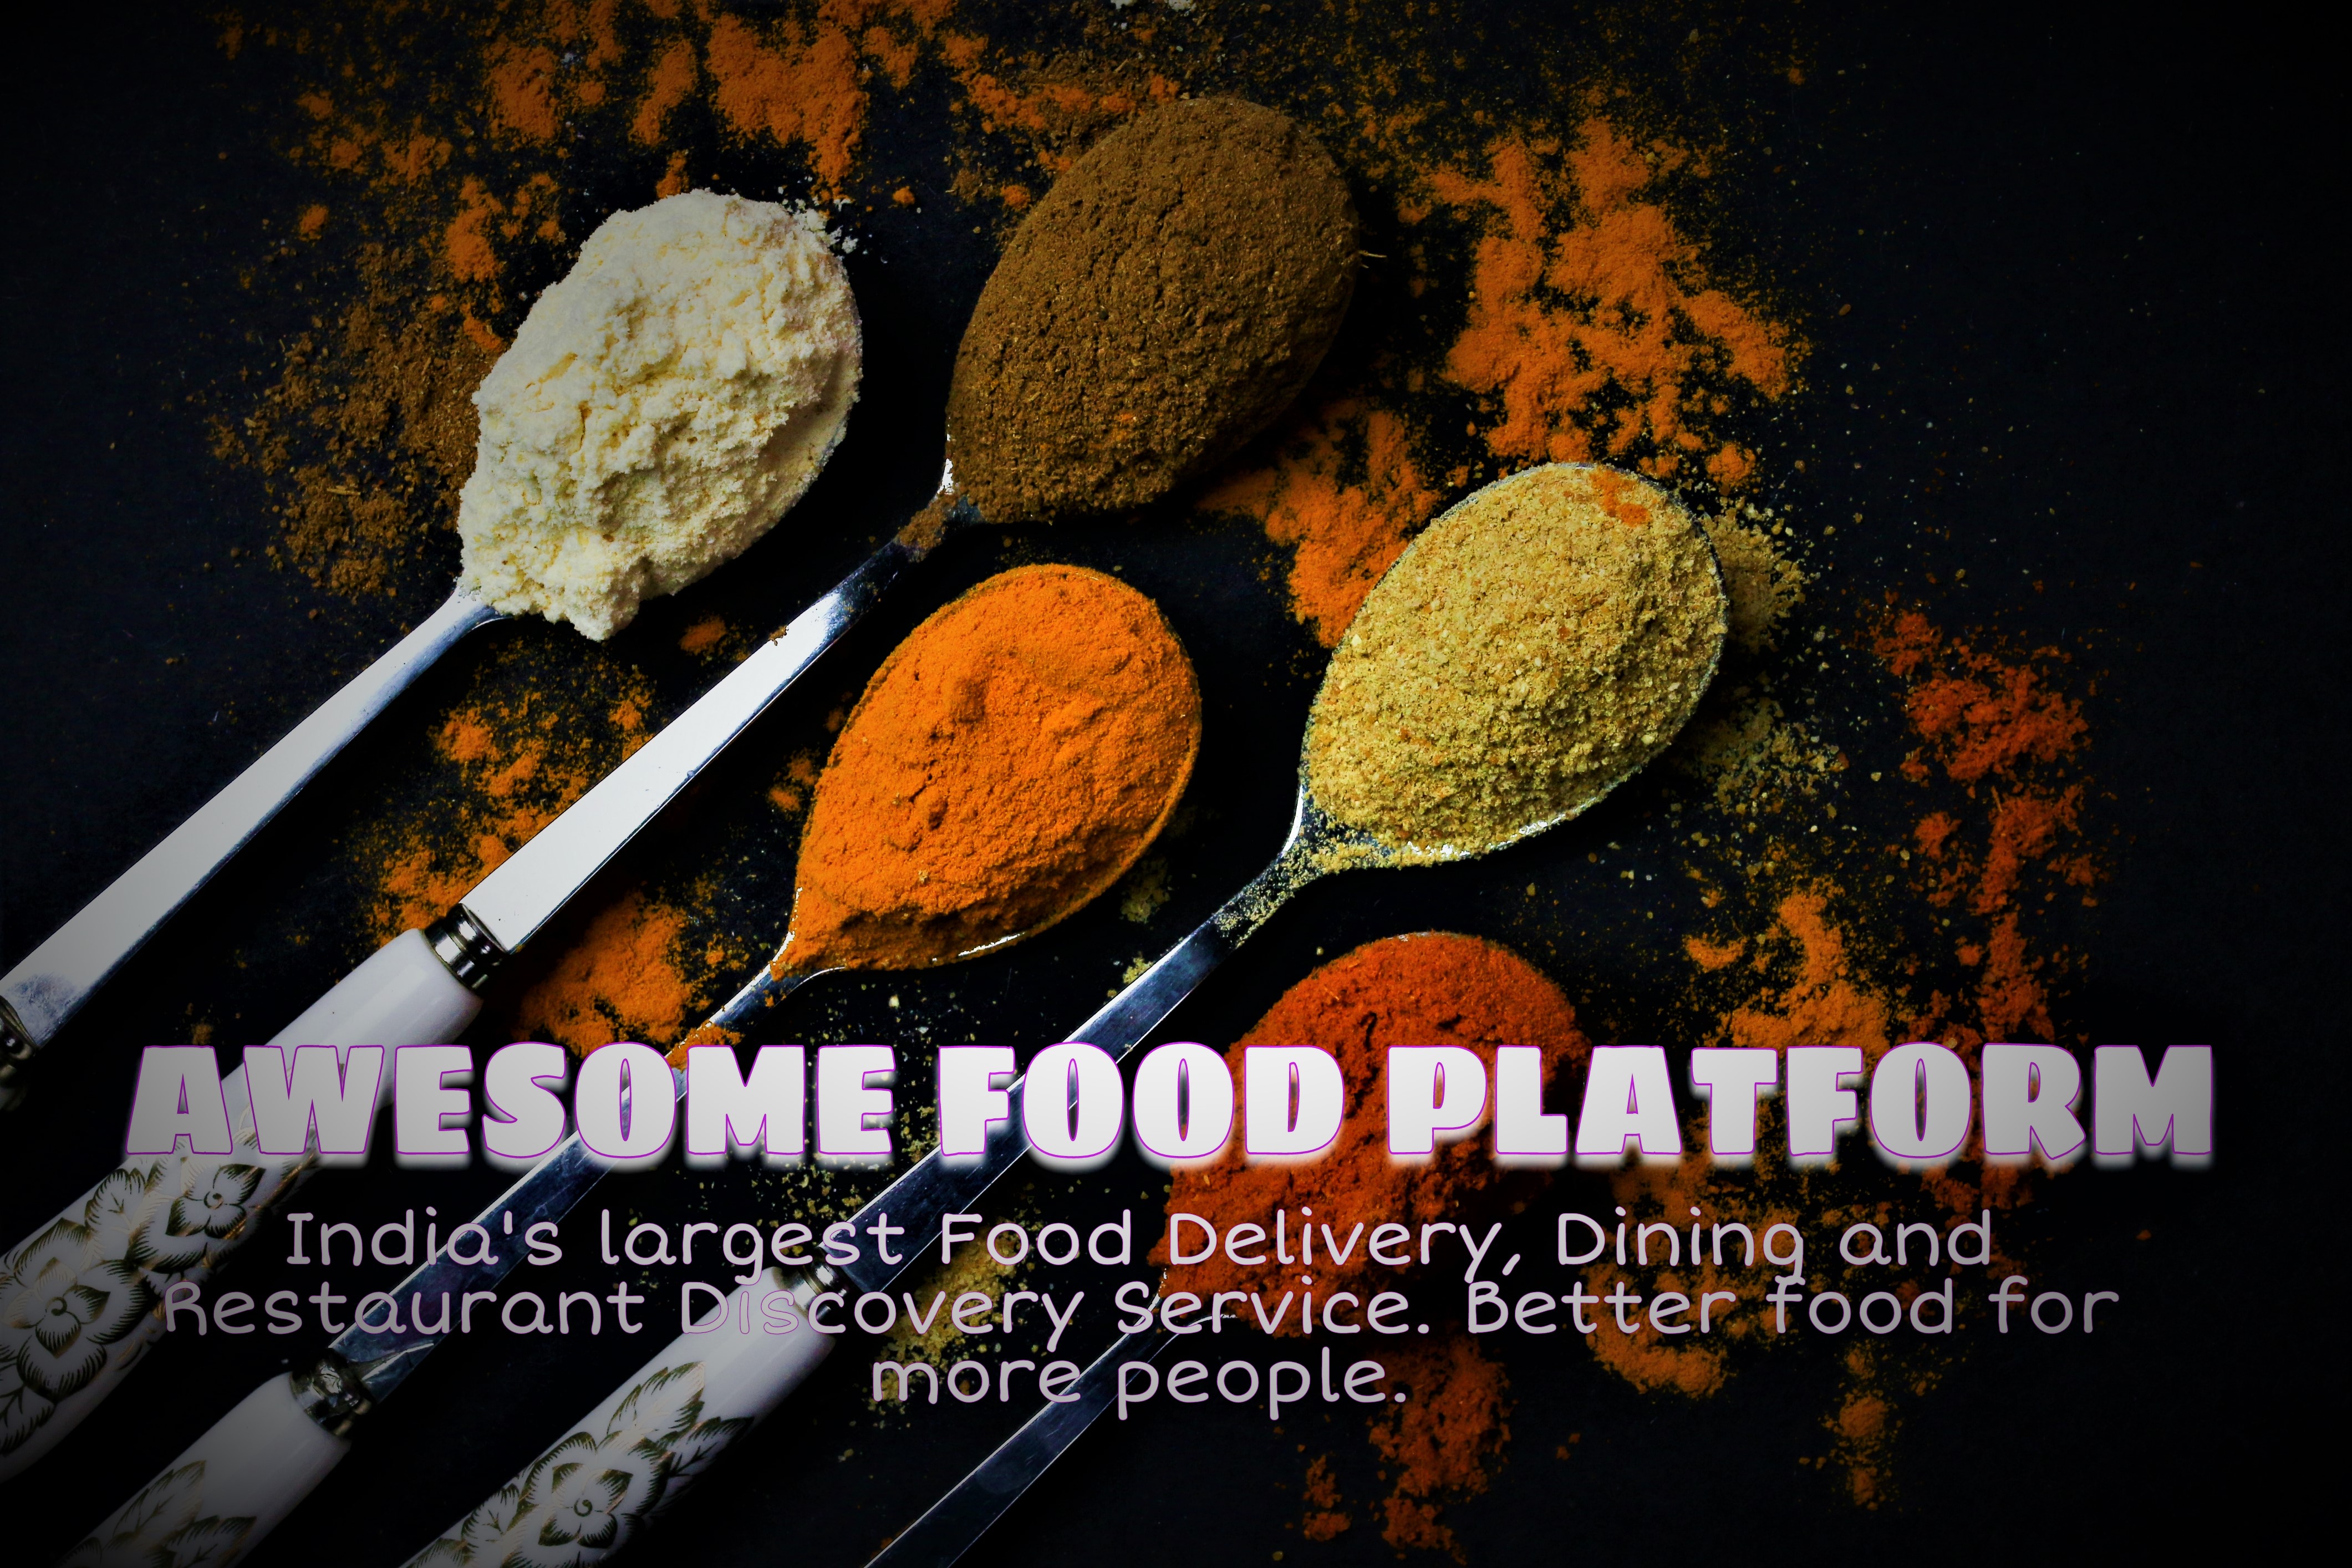 AWESOME FOOD PLATFORM
India's largest Food Delivery, Dining and
Restaurant Discovery Service. Better food for
more people.